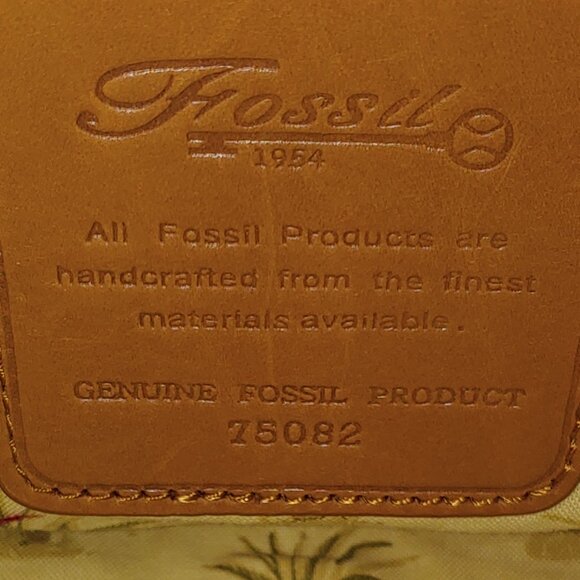 Fossil
1954
All Fossil Products are
handcrafted from the finest
materials available.
GENUINE FOSSIL PRODUCT
75082